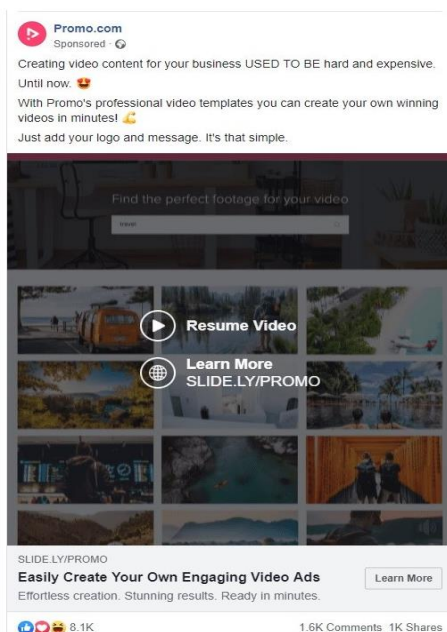 Promo.com
Sponsored ·
Creating video content for your business USED TO BE hard and expensive.
Until now. 🤩
With Promo's professional video templates you can create your own winning
videos in minutes! 💪
Just add your logo and message. It's that simple.
Find the perfect footage for your video
travel
Resume Video
Learn More
SLIDE.LY/PROMO
SLIDE.LY/PROMO
Easily Create Your Own Engaging Video Ads
Learn More
Effortless creation. Stunning results. Ready in minutes.
8.1K
1.6K Comments 1K Shares